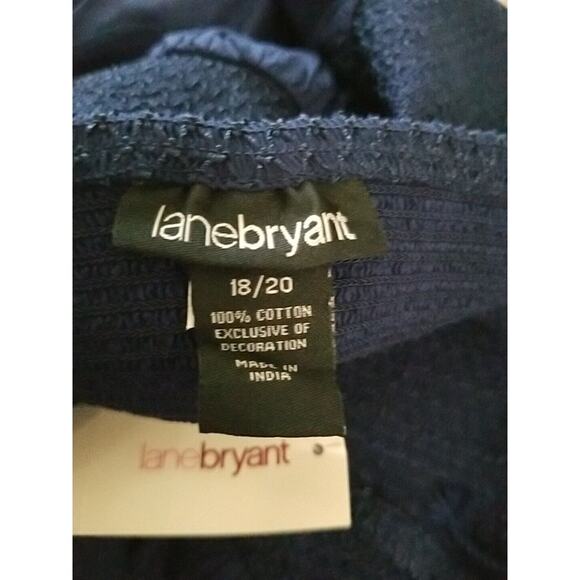 lanebryant
18/20
100% COTTON
EXCLUSIVE OF
DECORATION
MADE IN
INDIA
lanebryant